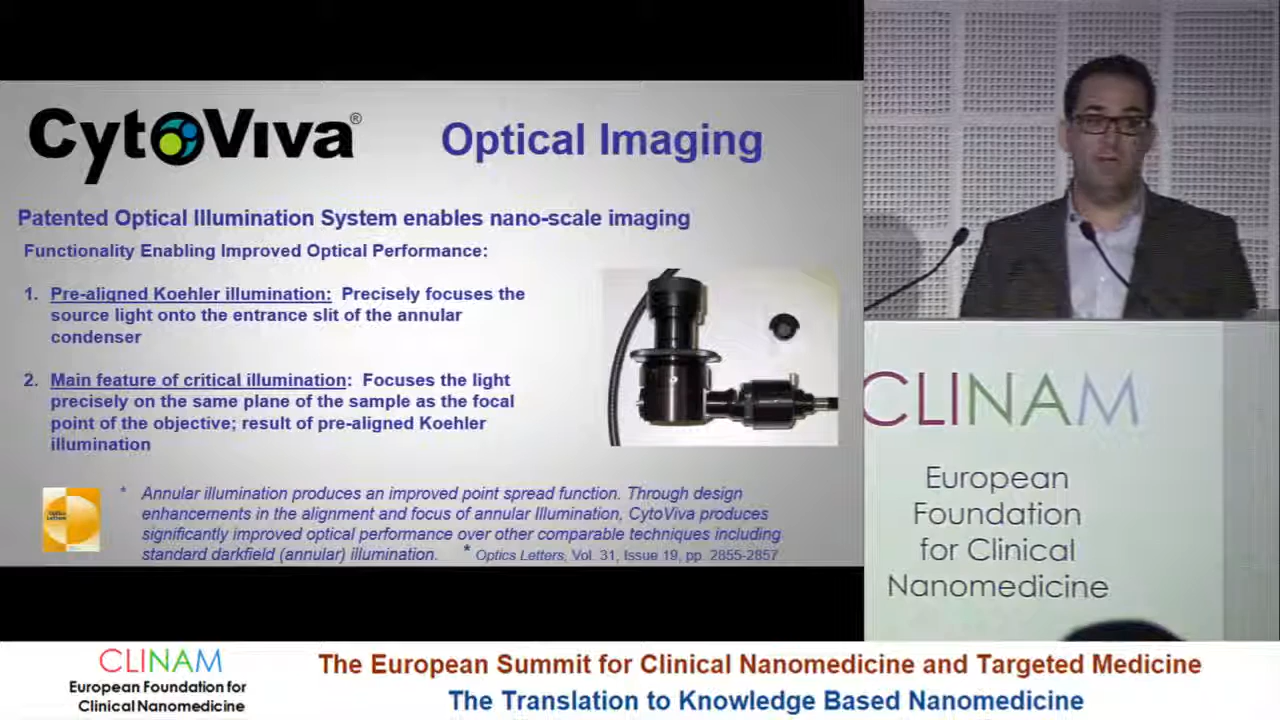 CytoViva®
Optical Imaging
Patented Optical Illumination System enables nano-scale imaging
Functionality Enabling Improved Optical Performance:
1. Pre-aligned Koehler illumination: Precisely focuses the
source light onto the entrance slit of the annular
condenser
2. Main feature of critical illumination: Focuses the light
precisely on the same plane of the sample as the focal
point of the objective; result of pre-aligned Koehler
illumination
* Annular illumination produces an improved point spread function. Through design
enhancements in the alignment and focus of annular Illumination, CytoViva produces
significantly improved optical performance over other comparable techniques including
standard darkfield (annular) illumination. * Optics Letters, Vol. 31, Issue 19, pp. 2855-2857
Optics
Letters
CLINAM
European
Foundation
for Clinical
Nanomedicine
CLINAM
European Foundation for
Clinical Nanomedicine
The European Summit for Clinical Nanomedicine and Targeted Medicine
The Translation to Knowledge Based Nanomedicine